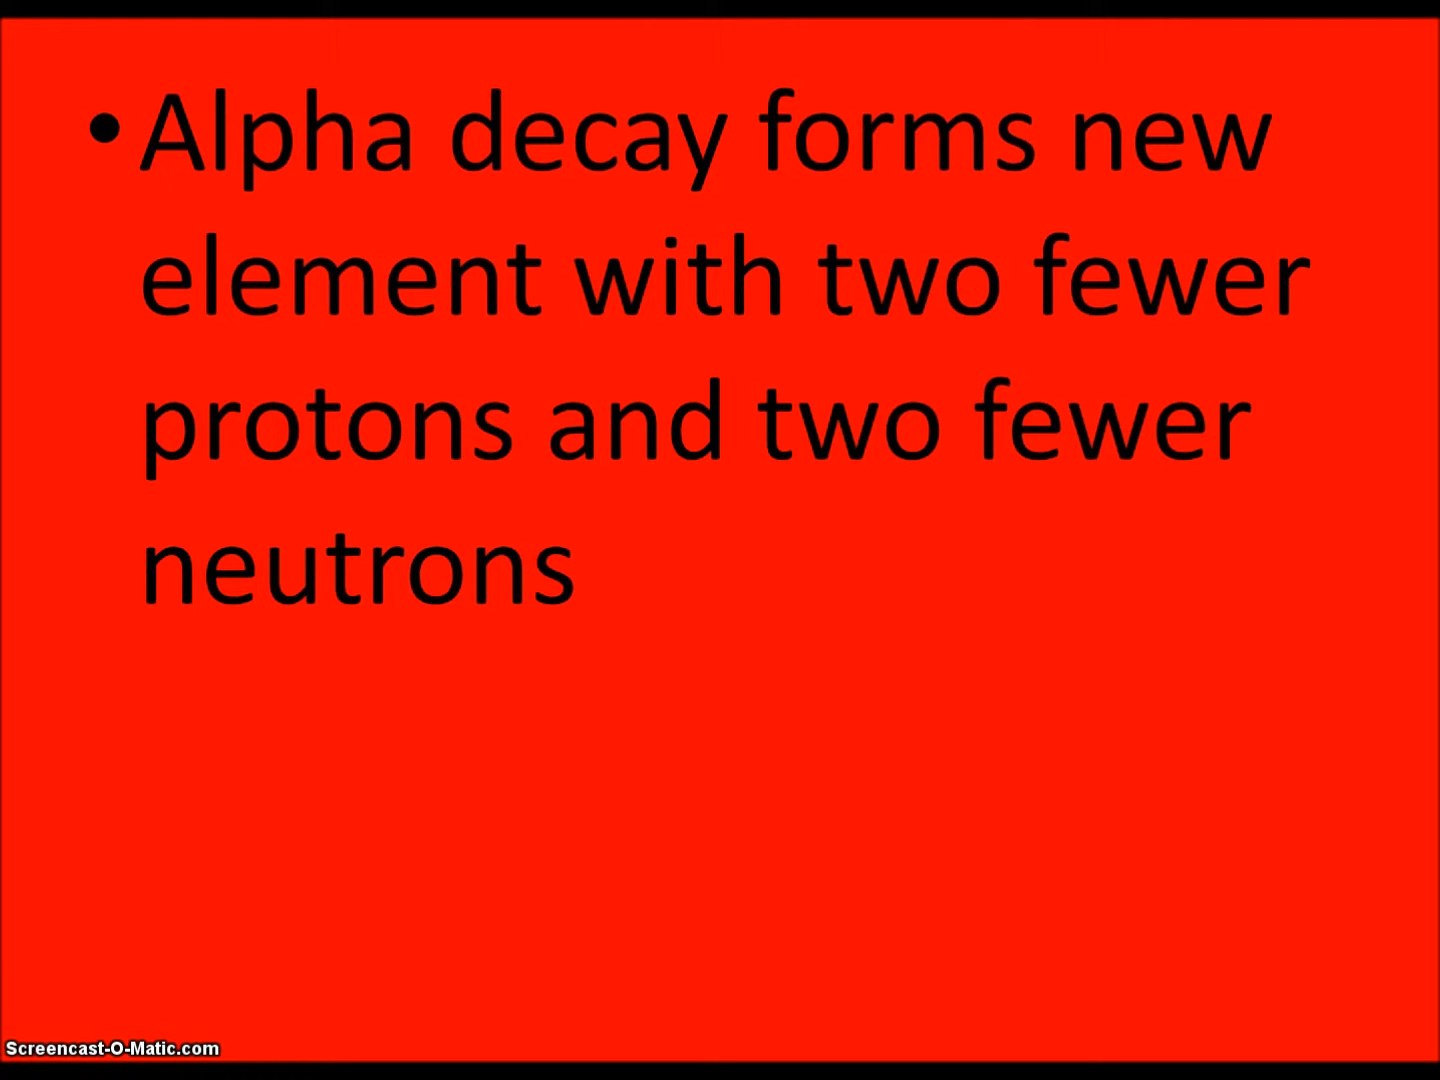 •Alpha decay forms new
element with two fewer
protons and two fewer
neutrons
Screencast-O-Matic.com